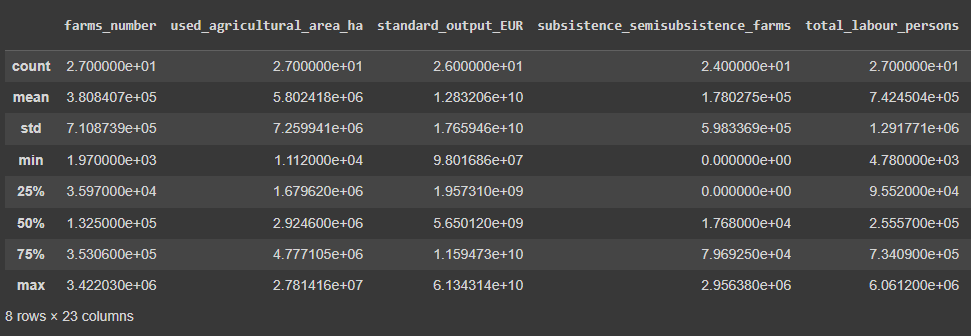 farms_number used_agricultural_area_ha standard_output_EUR subsistence_semisubsistence_farms total_labour_persons
count 2.700000e+01 2.700000e+01 2.600000e+01 2.400000e+01 2.700000e+01
mean 3.808407e+05 5.802418e+06 1.283206e+10 1.780275e+05 7.424504e+05
std 7.108739e+05 7.259941e+06 1.765946e+10 5.983369e+05 1.291771e+06
min 1.970000e+03 1.112000e+04 9.801686e+07 0.000000e+00 4.780000e+03
25% 3.597000e+04 1.679620e+06 1.957310e+09 0.000000e+00 9.552000e+04
50% 1.325000e+05 2.924600e+06 5.650120e+09 1.768000e+04 2.555700e+05
75% 3.530600e+05 4.777105e+06 1.159473e+10 7.969250e+04 7.340900e+05
max 3.422030e+06 2.781416e+07 6.134314e+10 2.956380e+06 6.061200e+06
8 rows × 23 columns